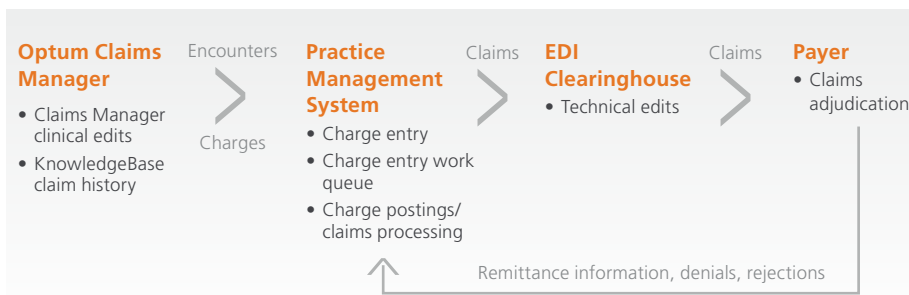 Optum Claims
Manager
• Claims Manager
clinical edits
• KnowledgeBase
claim history
Encounters
Charges
Practice
Management
System
• Charge entry
• Charge entry work
queue
• Charge postings/
claims processing
Claims
EDI
Clearinghouse
• Technical edits
Claims
Payer
• Claims
adjudication
Remittance information, denials, rejections